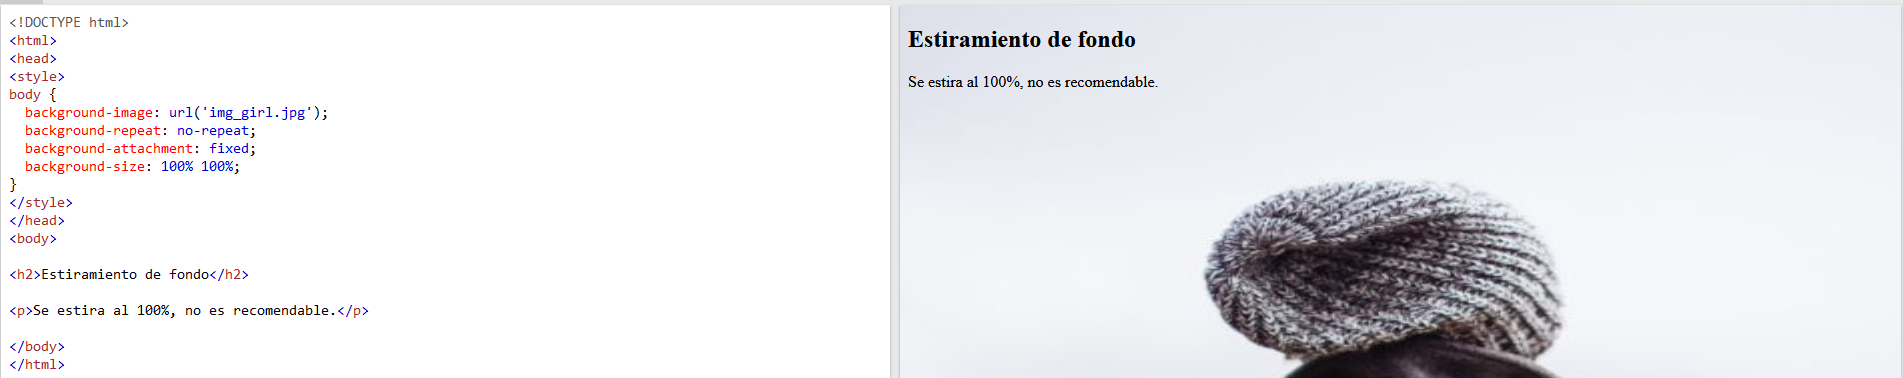 <!DOCTYPE html>
<html>
<head>
<style>
body {
  background-image: url('img_girl.jpg');
  background-repeat: no-repeat;
  background-attachment: fixed;
  background-size: 100% 100%;
}
</style>
</head>
<body>
<h2>Estiramiento de fondo</h2>
<p>Se estira al 100%, no es recomendable.</p>
</body>
</html>
Estiramiento de fondo
Se estira al 100%, no es recomendable.